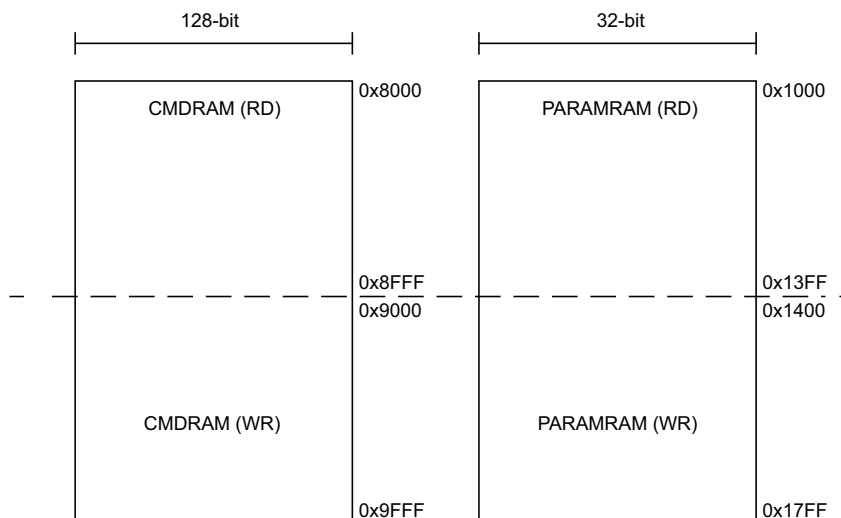 128-bit
32-bit
0x8000
0x1000
CMDRAM (RD)
PARAMRAM (RD)
0x8FFF
0x13FF
0x9000
0x1400
CMDRAM (WR)
PARAMRAM (WR)
0x9FFF
0x17FF